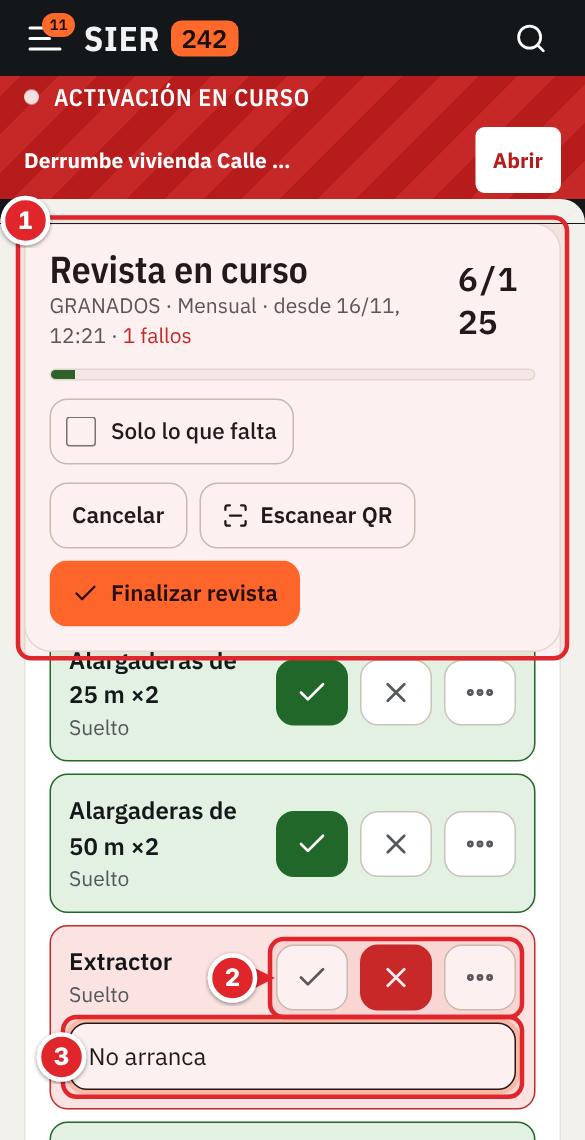 11
SIER 242
ACTIVACIÓN EN CURSO
Derrumbe vivienda Calle ...
Abrir
1
Revista en curso
6/1
25
GRANADOS · Mensual · desde 16/11,
12:21 · 1 fallos
Solo lo que falta
Cancelar
Escanear QR
Finalizar revista
Alargaderas de
25 m ×2
Suelto
Alargaderas de
50 m ×2
Suelto
Extractor
Suelto
2
3
No arranca